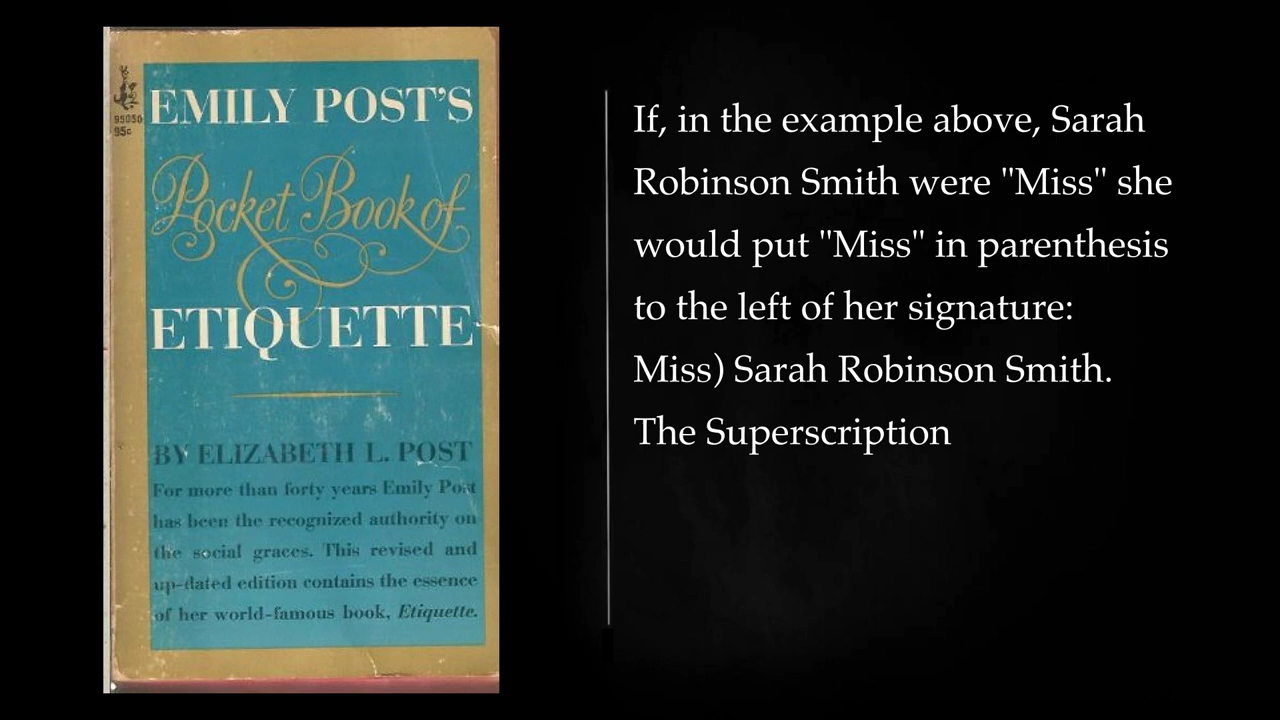 95050
95c
EMILY POST'S
Pocket Book of
ETIQUETTE
BY ELIZABETH L. POST
For more than forty years Emily Post
has been the recognized authority on
the social graces. This revised and
up-dated edition contains the essence
of her world-famous book, Etiquette.
If, in the example above, Sarah
Robinson Smith were "Miss" she
would put "Miss" in parenthesis
to the left of her signature:
Miss) Sarah Robinson Smith.
The Superscription